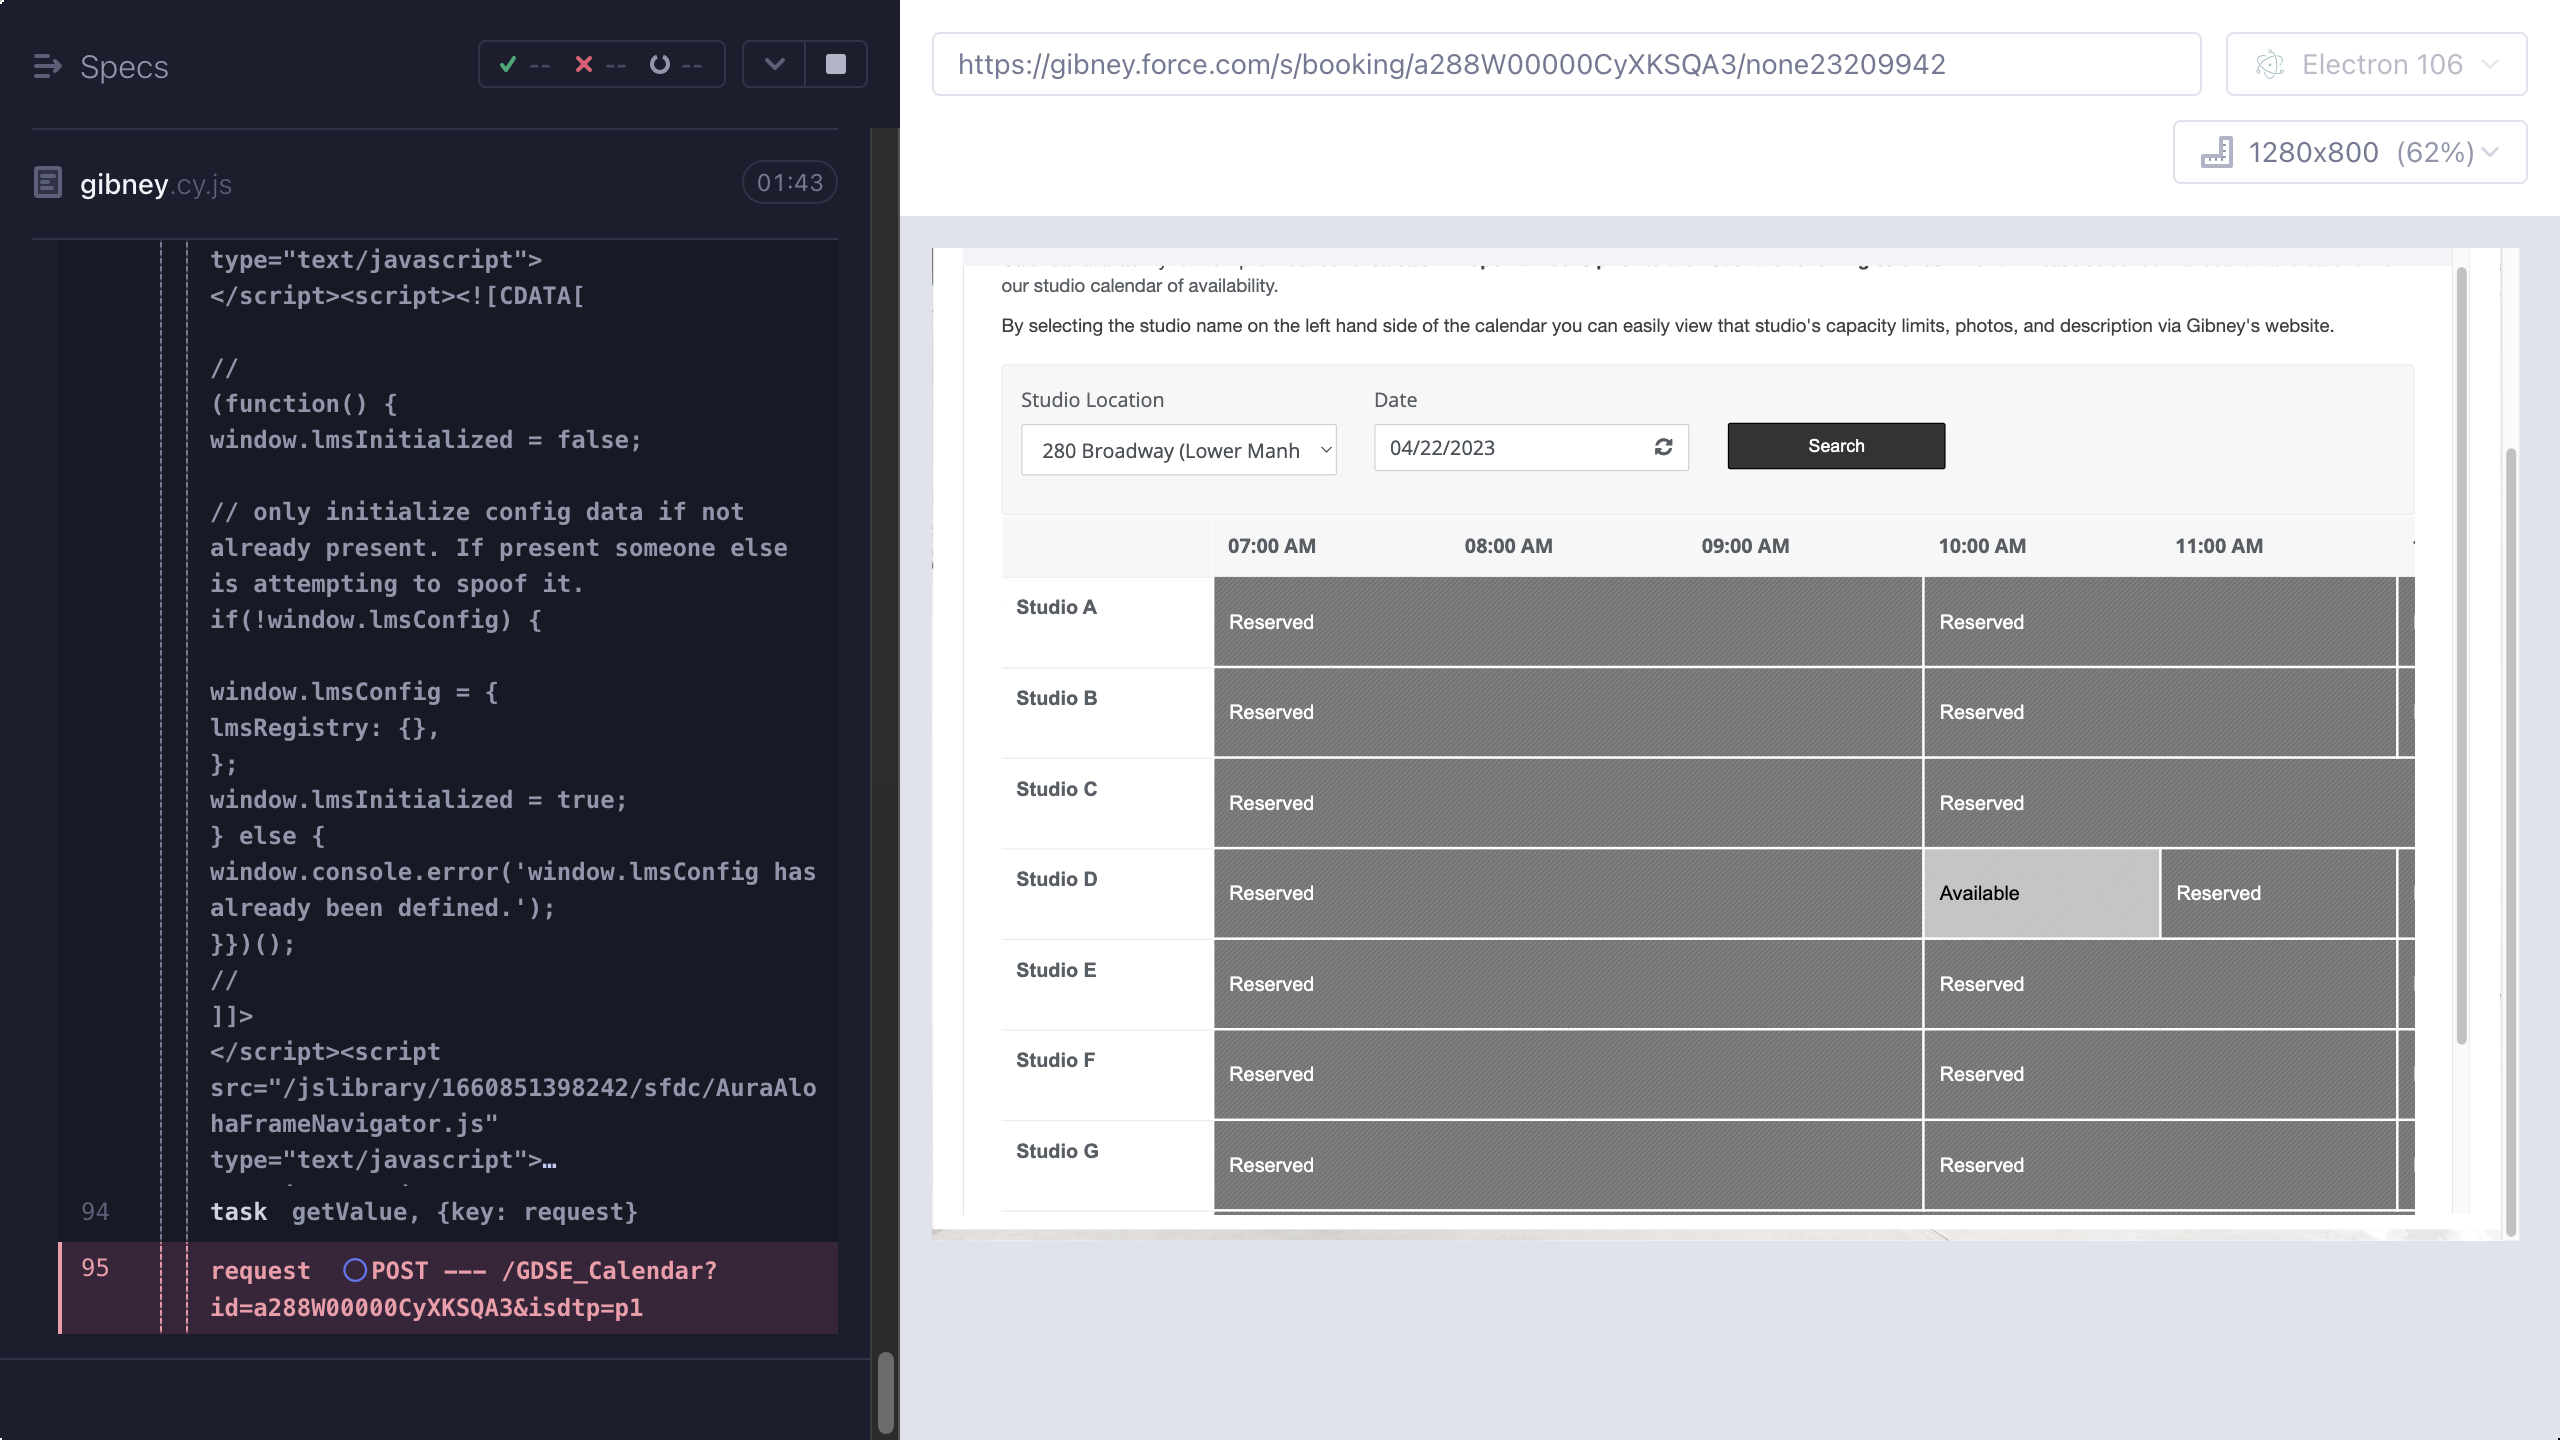 Specs
--
--
--
gibney.cy.js
01:43
type="text/javascript">
</script><script><![CDATA[
//
(function() {
window.lmsInitialized = false;
// only initialize config data if not
already present. If present someone else
is attempting to spoof it.
if(!window.lmsConfig) {
window.lmsConfig = {
lmsRegistry: {},
};
window.lmsInitialized = true;
} else {
window.console.error('window.lmsConfig has
already been defined.');
}})();
//
]]>
</script><script
src="/jslibrary/1660851398242/sfdc/AuraAlo
haFrameNavigator.js"
type="text/javascript">…
94 task getValue, {key: request}
95 request POST --- /GDSE_Calendar?
id=a288W00000CyXKSQA3&isdtp=p1
https://gibney.force.com/s/booking/a288W00000CyXKSQA3/none23209942
Electron 106
1280x800 (62%)
our studio calendar of availability.
By selecting the studio name on the left hand side of the calendar you can easily view that studio's capacity limits, photos, and description via Gibney's website.
Studio Location Date
280 Broadway (Lower Manh 04/22/2023 Search
07:00 AM 08:00 AM 09:00 AM 10:00 AM 11:00 AM
Studio A Reserved Reserved
Studio B Reserved Reserved
Studio C Reserved Reserved
Studio D Reserved Available Reserved
Studio E Reserved Reserved
Studio F Reserved Reserved
Studio G Reserved Reserved